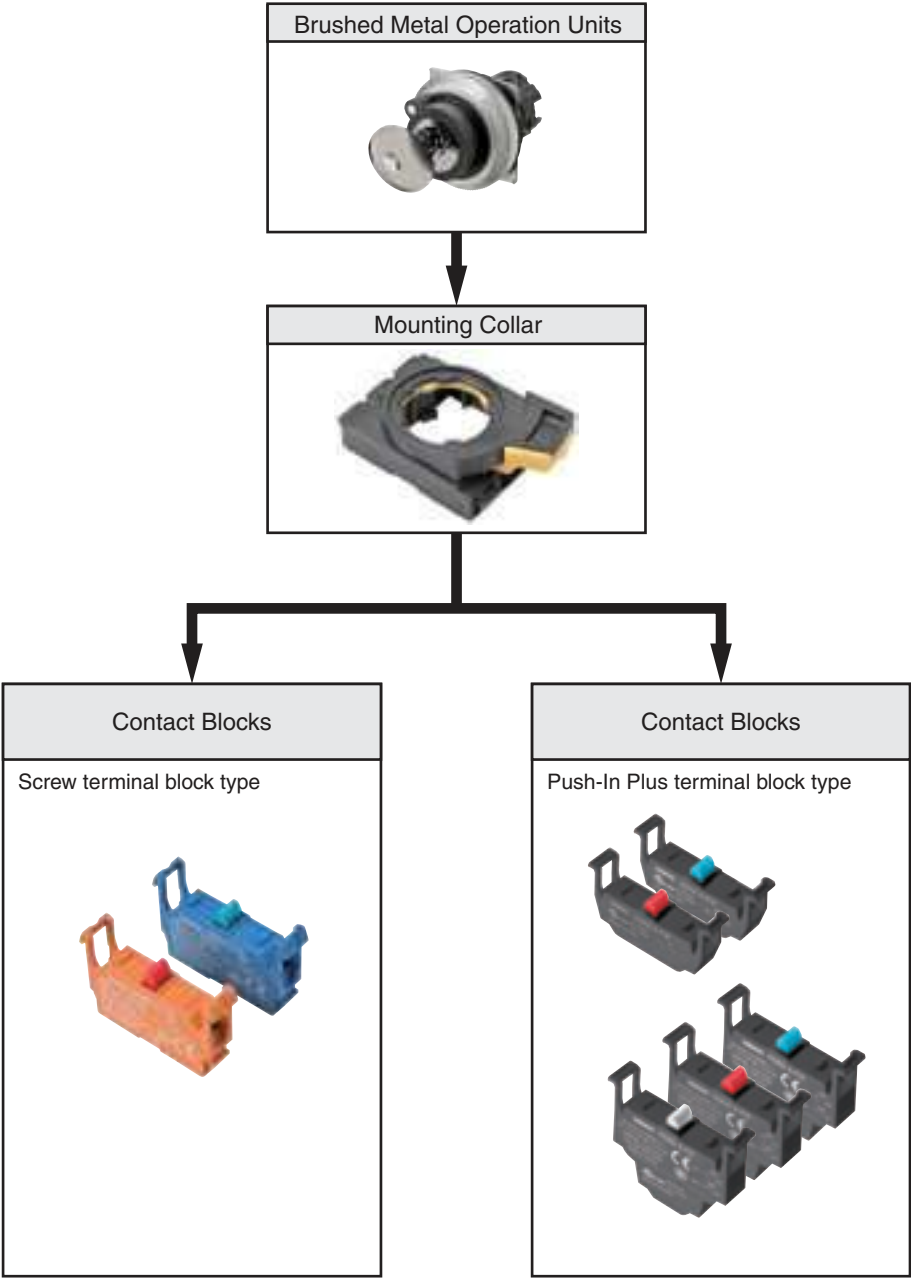 Brushed Metal Operation Units
Mounting Collar
Contact Blocks
Screw terminal block type
Contact Blocks
Push-In Plus terminal block type